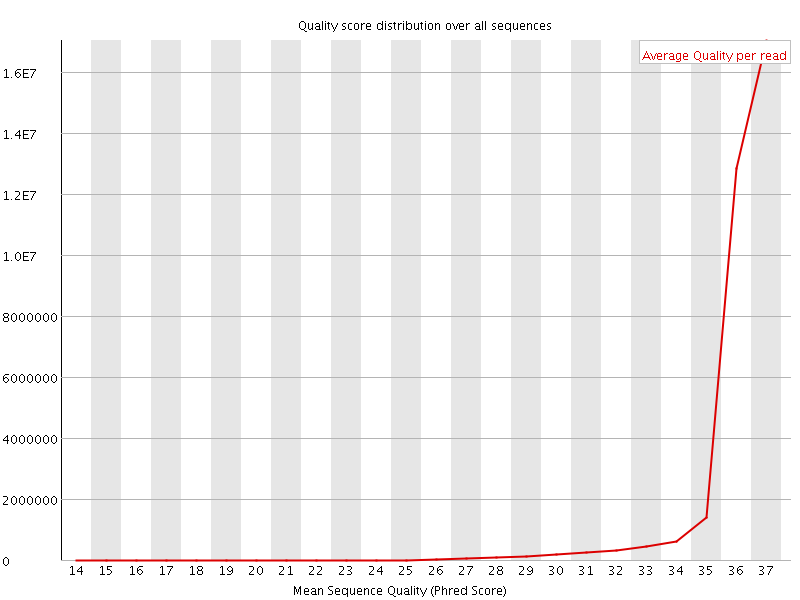 Quality score distribution over all sequences
Average Quality per read
1.6E7
1.4E7
1.2E7
1.0E7
8000000
6000000
4000000
2000000
0
14 15 16 17 18 19 20 21 22 23 24 25 26 27 28 29 30 31 32 33 34 35 36 37
Mean Sequence Quality (Phred Score)